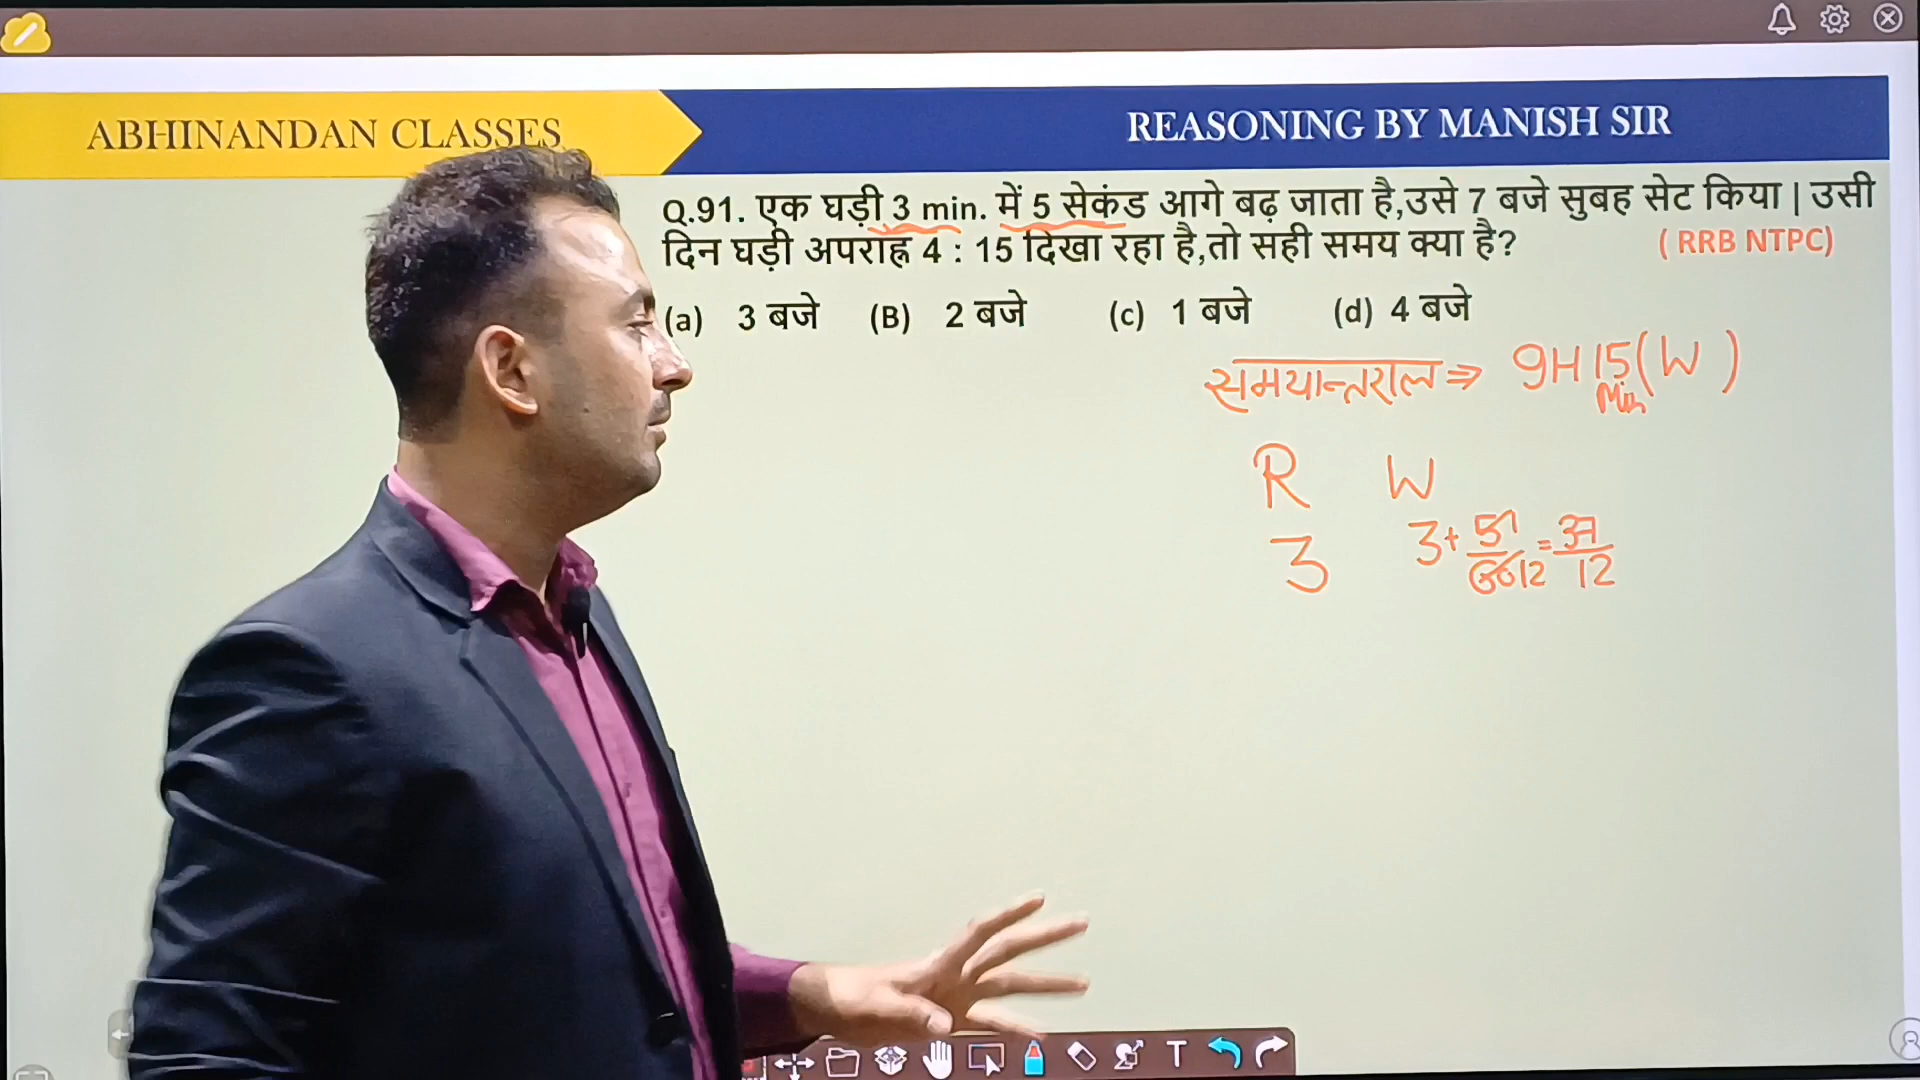 ABHINANDAN CLASSES
REASONING BY MANISH SIR
Q.91. एक घड़ी 3 min. में 5 सेकंड आगे बढ़ जाता है,उसे 7 बजे सुबह सेट किया | उसी
दिन घड़ी अपराह्न 4 : 15 दिखा रहा है,तो सही समय क्या है? ( RRB NTPC)
(a) 3 बजे (B) 2 बजे (c) 1 बजे (d) 4 बजे
समयान्तराल ⇒ 9H 15 (W )
Min
R W
3 3+ 5 1 / 60 12 = 37 / 12
T